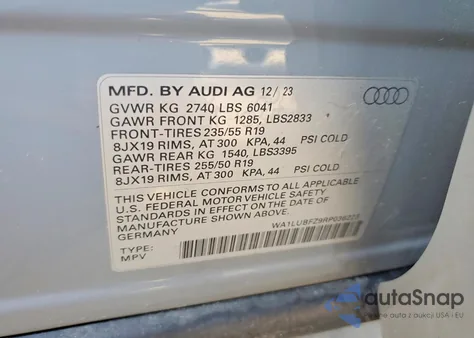 MFD. BY AUDI AG 12/ 23
GVWR KG 2740 LBS 6041
GAWR FRONT KG 1285, LBS2833
FRONT-TIRES 235/55 R19
8JX19 RIMS, AT 300 KPA, 44 PSI COLD
GAWR REAR KG 1540, LBS3395
REAR-TIRES 255/50 R19
8JX19 RIMS, AT 300 KPA, 44 PSI COLD
THIS VEHICLE CONFORMS TO ALL APPLICABLE
U.S. FEDERAL MOTOR VEHICLE SAFETY
STANDARDS IN EFFECT ON THE DATE OF
MANUFACTURE SHOWN ABOVE.
TYPE:
MPV
autoSnap